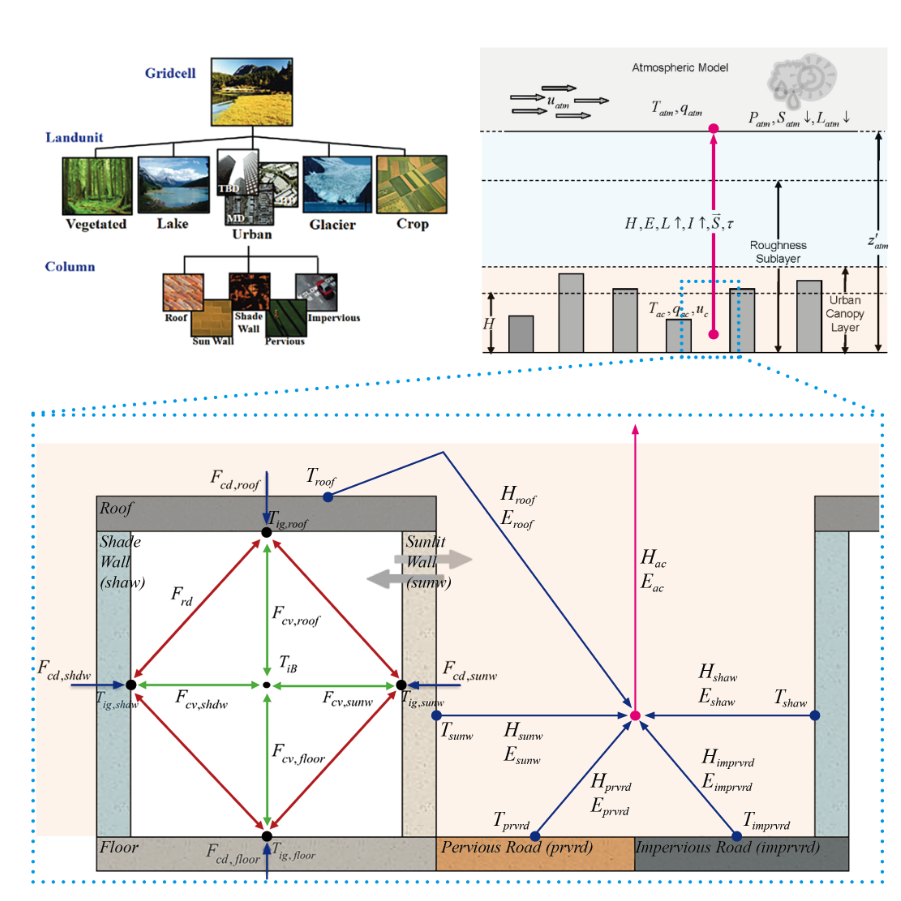 Gridcell
Landunit
TBD
MD
Vegetated
Lake
Urban
Glacier
Crop
Column
Roof
Sun Wall
Shade
Wall
Pervious
Impervious
Atmospheric Model
u_atm
T_atm, q_atm
P_atm, S_atm ↓, L_atm ↓
H, E, L ↑, I ↑, S⃗, τ
Roughness
Sublayer
z'_atm
T_ac, q_ac, u_c
H
Urban
Canopy
Layer
F_cd,roof
T_roof
Roof
T_ig,roof
H_roof
E_roof
Shade
Wall
(shaw)
Sunlit
Wall
(sunw)
F_rd
F_cv,roof
H_ac
E_ac
T_iB
F_cd,shdw
T_ig,shaw
F_cv,shdw
F_cv,sunw
T_ig,sunw
F_cd,sunw
H_shaw
E_shaw
T_shaw
T_sunw
H_sunw
E_sunw
F_cv,floor
H_prvrd
E_prvrd
H_imprvrd
E_imprvrd
T_prvrd
T_imprvrd
Floor
F_cd,floor
T_ig,floor
Pervious Road (prvrd)
Impervious Road (imprvrd)